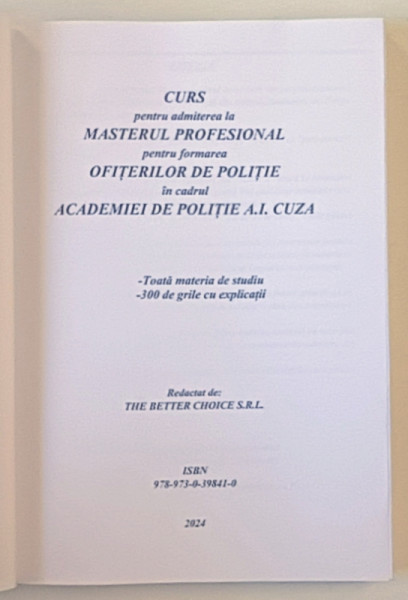 CURS
pentru admiterea la
MASTERUL PROFESIONAL
pentru formarea
OFIȚERILOR DE POLIȚIE
în cadrul
ACADEMIEI DE POLIȚIE A.I. CUZA
-Toată materia de studiu
-300 de grile cu explicații
Redactat de:
THE BETTER CHOICE S.R.L.
ISBN
978-973-0-39841-0
2024